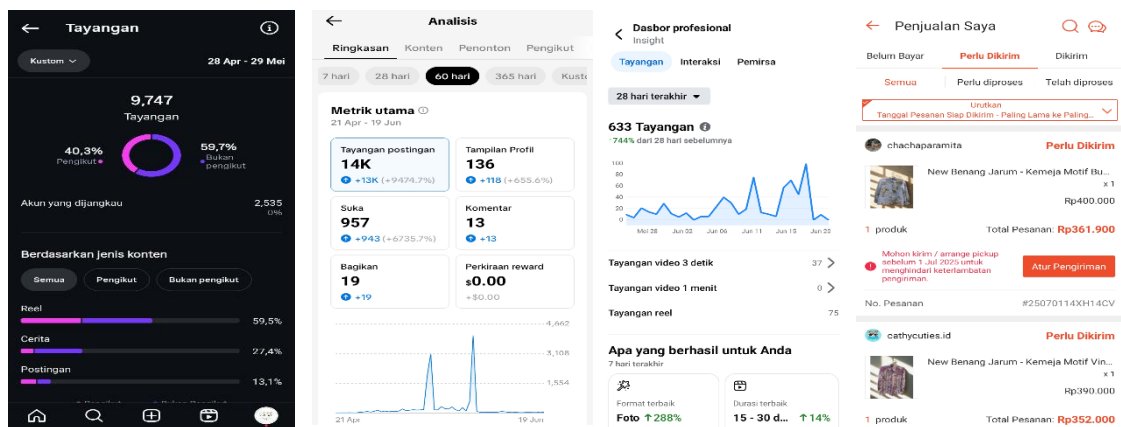 Tayangan
Kustom
28 Apr - 29 Mei
9,747
Tayangan
40,3%
Pengikut
59,7%
Bukan
pengikut
Akun yang dijangkau
2,535
0%
Berdasarkan jenis konten
Semua
Pengikut
Bukan pengikut
Reel
59,5%
Cerita
27,4%
Postingan
13,1%
Analisis
Ringkasan Konten Penonton Pengikut
7 hari 28 hari 60 hari 365 hari
Metrik utama
21 Apr - 19 Jun
Tayangan postingan
14K
+13K (+9474.7%)
Tampilan Profil
136
+118 (+655.6%)
Suka
957
+943 (+6735.7%)
Komentar
13
+13
Bagikan
19
+19
Perkiraan reward
$0.00
+$0.00
4,662
3,108
1,554
21 Apr
19 Jun
Dasbor profesional
Insight
Tayangan Interaksi Pemirsa
28 hari terakhir
633 Tayangan
↑744% dari 28 hari sebelumnya
100
80
60
40
20
0
Mei 28 Jun 02 Jun 06 Jun 11 Jun 15 Jun 20
Tayangan video 3 detik 37
Tayangan video 1 menit 0
Tayangan reel 75
Apa yang berhasil untuk Anda
7 hari terakhir
Format terbaik
Foto ↑288%
Durasi terbaik
15 - 30 d... ↑14%
Penjualan Saya
Belum Bayar Perlu Dikirim Dikirim
Semua Perlu diproses Telah diproses
Urutkan
Tanggal Pesanan Siap Dikirim - Paling Lama ke Paling...
chachaparamita Perlu Dikirim
New Benang Jarum - Kemeja Motif Bu...
x 1
Rp400.000
1 produk Total Pesanan: Rp361.900
Mohon kirim / arrange pickup
sebelum 1 Jul 2025 untuk
menghindari keterlambatan
pengiriman.
Atur Pengiriman
No. Pesanan #25070114XH14CV
cathycuties.id Perlu Dikirim
New Benang Jarum - Kemeja Motif Vin...
x 1
Rp390.000
1 produk Total Pesanan: Rp352.000